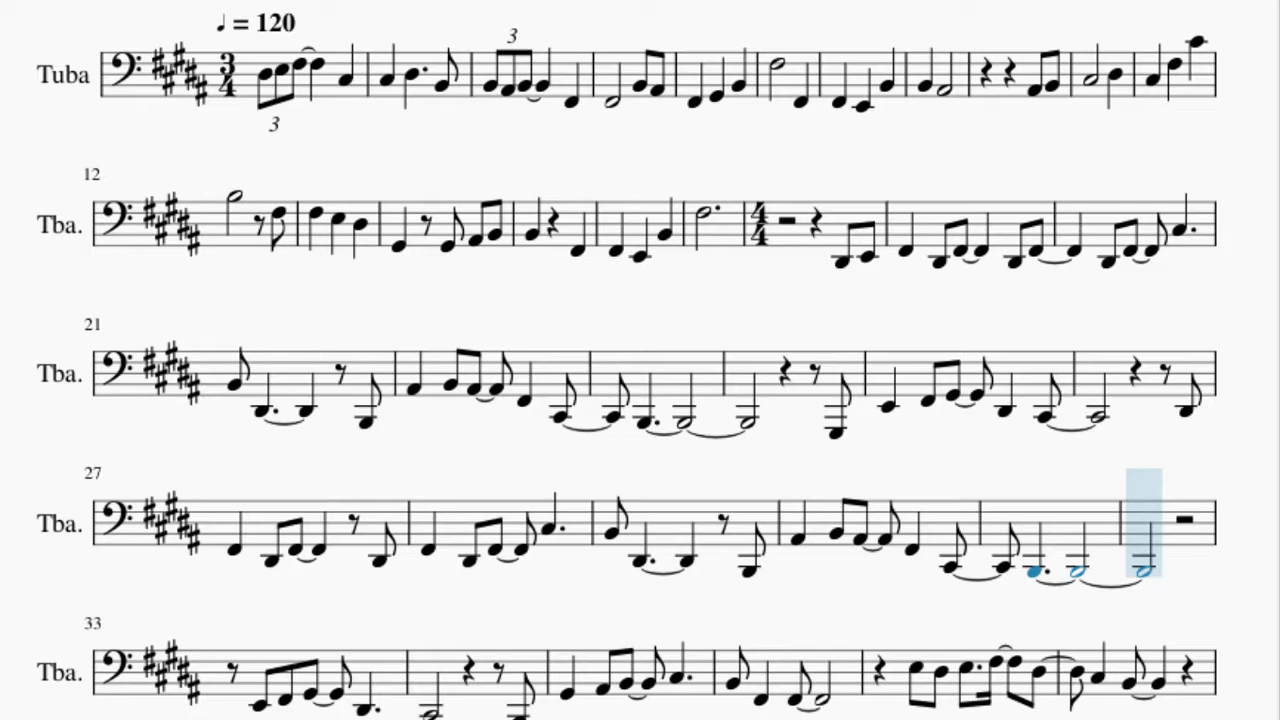 ♩ = 120
3
Tuba 3/4
3
12
Tba. 4/4
21
Tba.
27
Tba.
33
Tba.